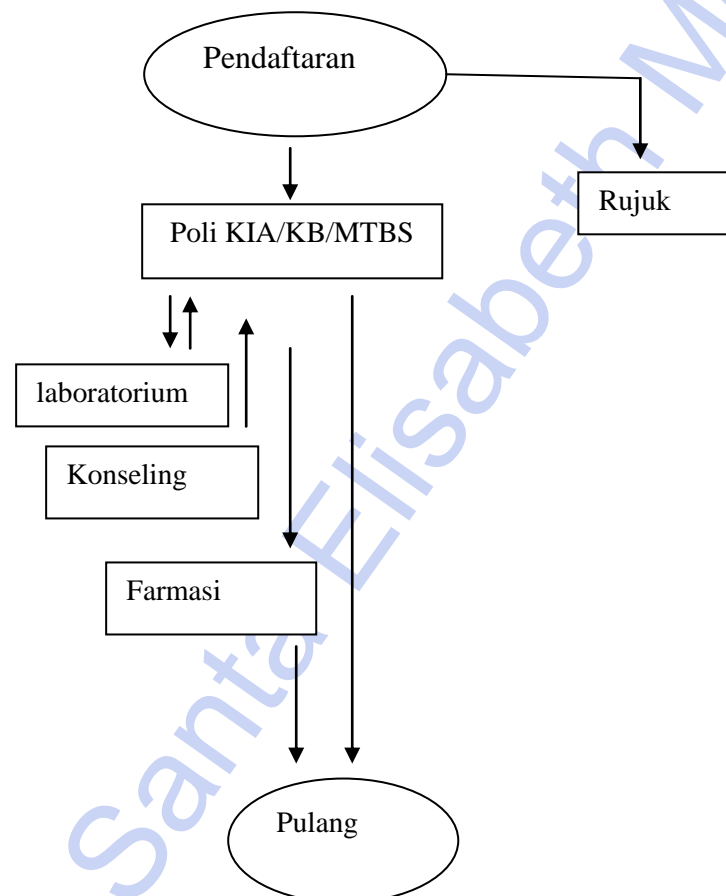 Pendaftaran
Rujuk
Poli KIA/KB/MTBS
laboratorium
Konseling
Farmasi
Pulang
Santa Elisabeth M